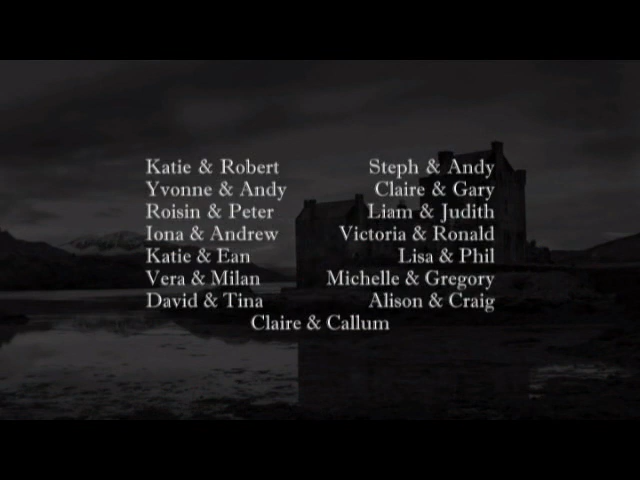 Katie & Robert
Yvonne & Andy
Roisin & Peter
Iona & Andrew
Katie & Ean
Vera & Milan
David & Tina
Steph & Andy
Claire & Gary
Liam & Judith
Victoria & Ronald
Lisa & Phil
Michelle & Gregory
Alison & Craig
Claire & Callum